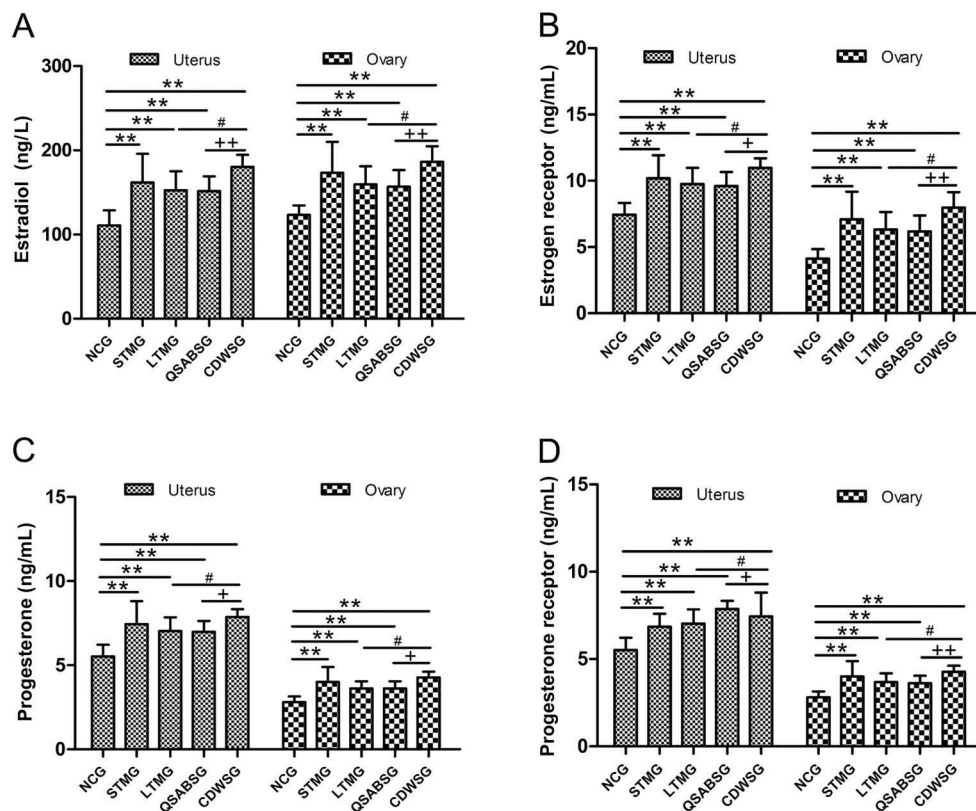 A
Uterus
Ovary
Estradiol (ng/L)
300
200
100
0
**
**
**
**
#
++
**
**
**
**
#
++
NCG
STMG
LTMG
QSABSG
CDWSG
NCG
STMG
LTMG
QSABSG
CDWSG
B
Uterus
Ovary
Estrogen receptor (ng/mL)
20
15
10
5
0
**
**
**
**
#
+
**
**
**
**
#
++
NCG
STMG
LTMG
QSABSG
CDWSG
NCG
STMG
LTMG
QSABSG
CDWSG
C
Uterus
Ovary
Progesterone (ng/mL)
15
10
5
0
**
**
**
**
#
+
**
**
**
**
#
+
NCG
STMG
LTMG
QSABSG
CDWSG
NCG
STMG
LTMG
QSABSG
CDWSG
D
Uterus
Ovary
Progesterone receptor (ng/mL)
15
10
5
0
**
**
**
**
#
+
**
**
**
**
#
++
NCG
STMG
LTMG
QSABSG
CDWSG
NCG
STMG
LTMG
QSABSG
CDWSG